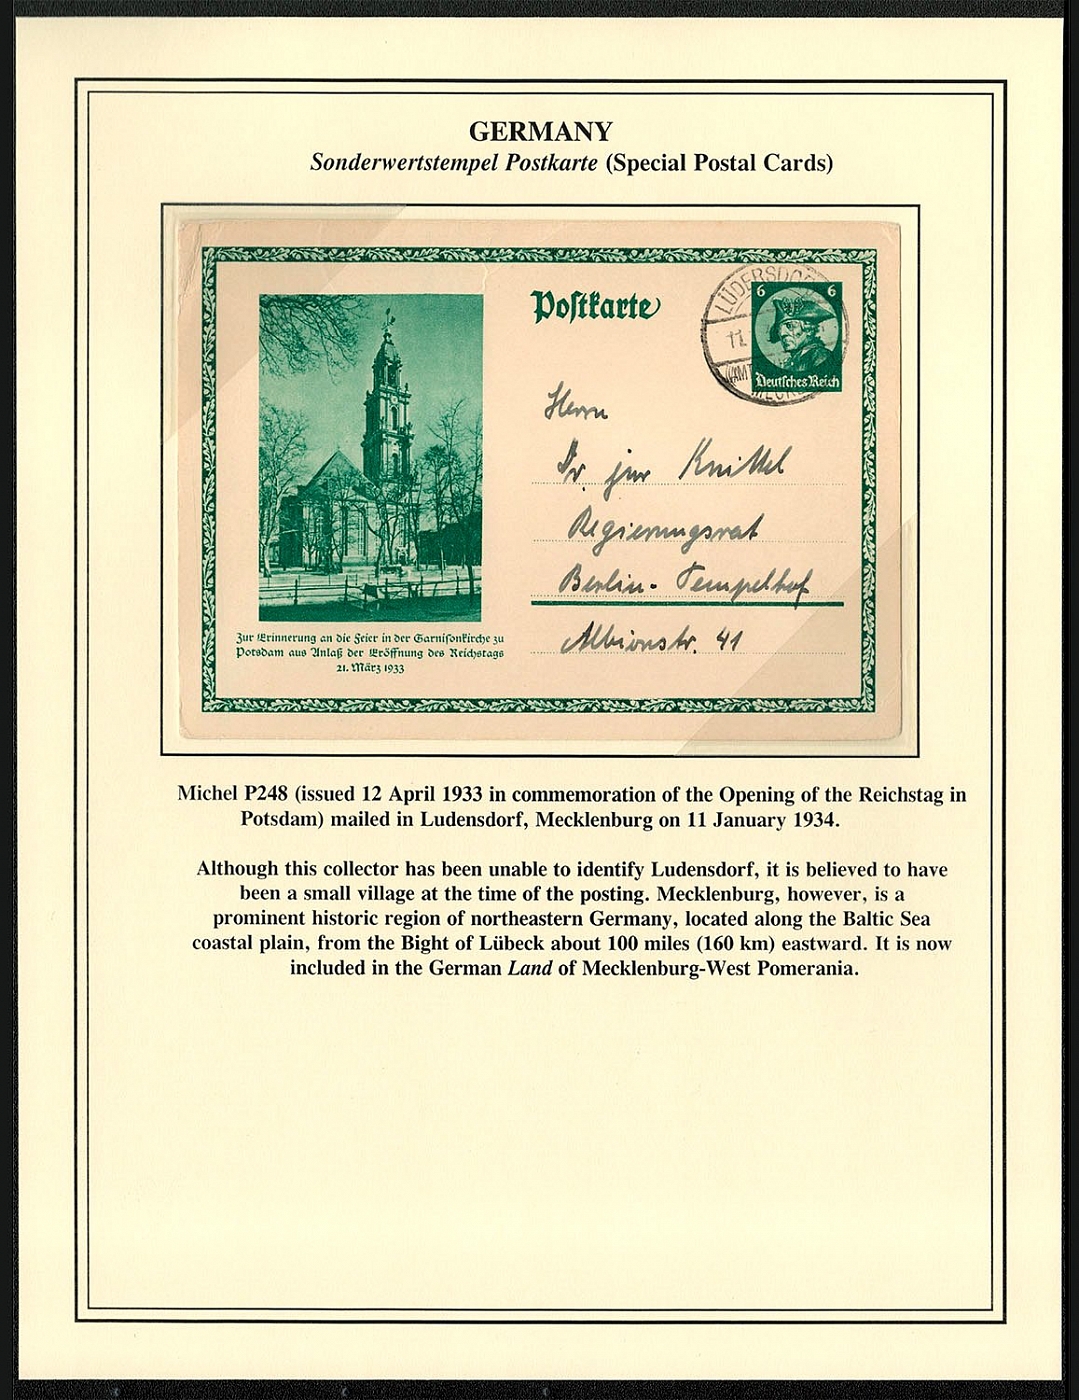 GERMANY
Sonderwertstempel Postkarte (Special Postal Cards)
Postkarte
LÜDERSDO
11.
(AMT
6 6
Deutsches Reich
Herrn
Dr. jur Knittel
Regierungsrat
Berlin-Tempelhof
Albionstr. 41
Zur Erinnerung an die Feier in der Garnisonkirche zu
Potsdam aus Anlaß der Eröffnung des Reichstags
21. März 1933
Michel P248 (issued 12 April 1933 in commemoration of the Opening of the Reichstag in
Potsdam) mailed in Ludensdorf, Mecklenburg on 11 January 1934.
Although this collector has been unable to identify Ludensdorf, it is believed to have
been a small village at the time of the posting. Mecklenburg, however, is a
prominent historic region of northeastern Germany, located along the Baltic Sea
coastal plain, from the Bight of Lübeck about 100 miles (160 km) eastward. It is now
included in the German Land of Mecklenburg-West Pomerania.